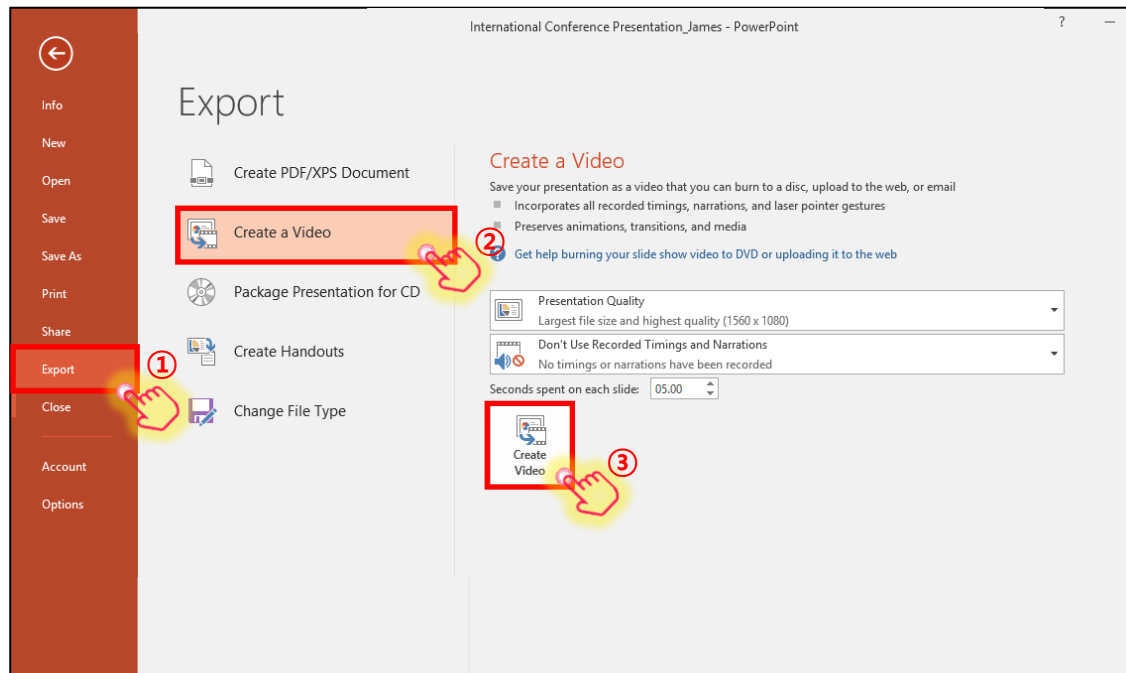 International Conference Presentation_James - PowerPoint
?
Info
New
Open
Save
Save As
Print
Share
Export
Close
Account
Options
①
Export
Create PDF/XPS Document
Create a Video
②
Package Presentation for CD
Create Handouts
Change File Type
Create a Video
Save your presentation as a video that you can burn to a disc, upload to the web, or email
Incorporates all recorded timings, narrations, and laser pointer gestures
Preserves animations, transitions, and media
Get help burning your slide show video to DVD or uploading it to the web
Presentation Quality
Largest file size and highest quality (1560 x 1080)
Don't Use Recorded Timings and Narrations
No timings or narrations have been recorded
Seconds spent on each slide: 05.00
Create
Video
③